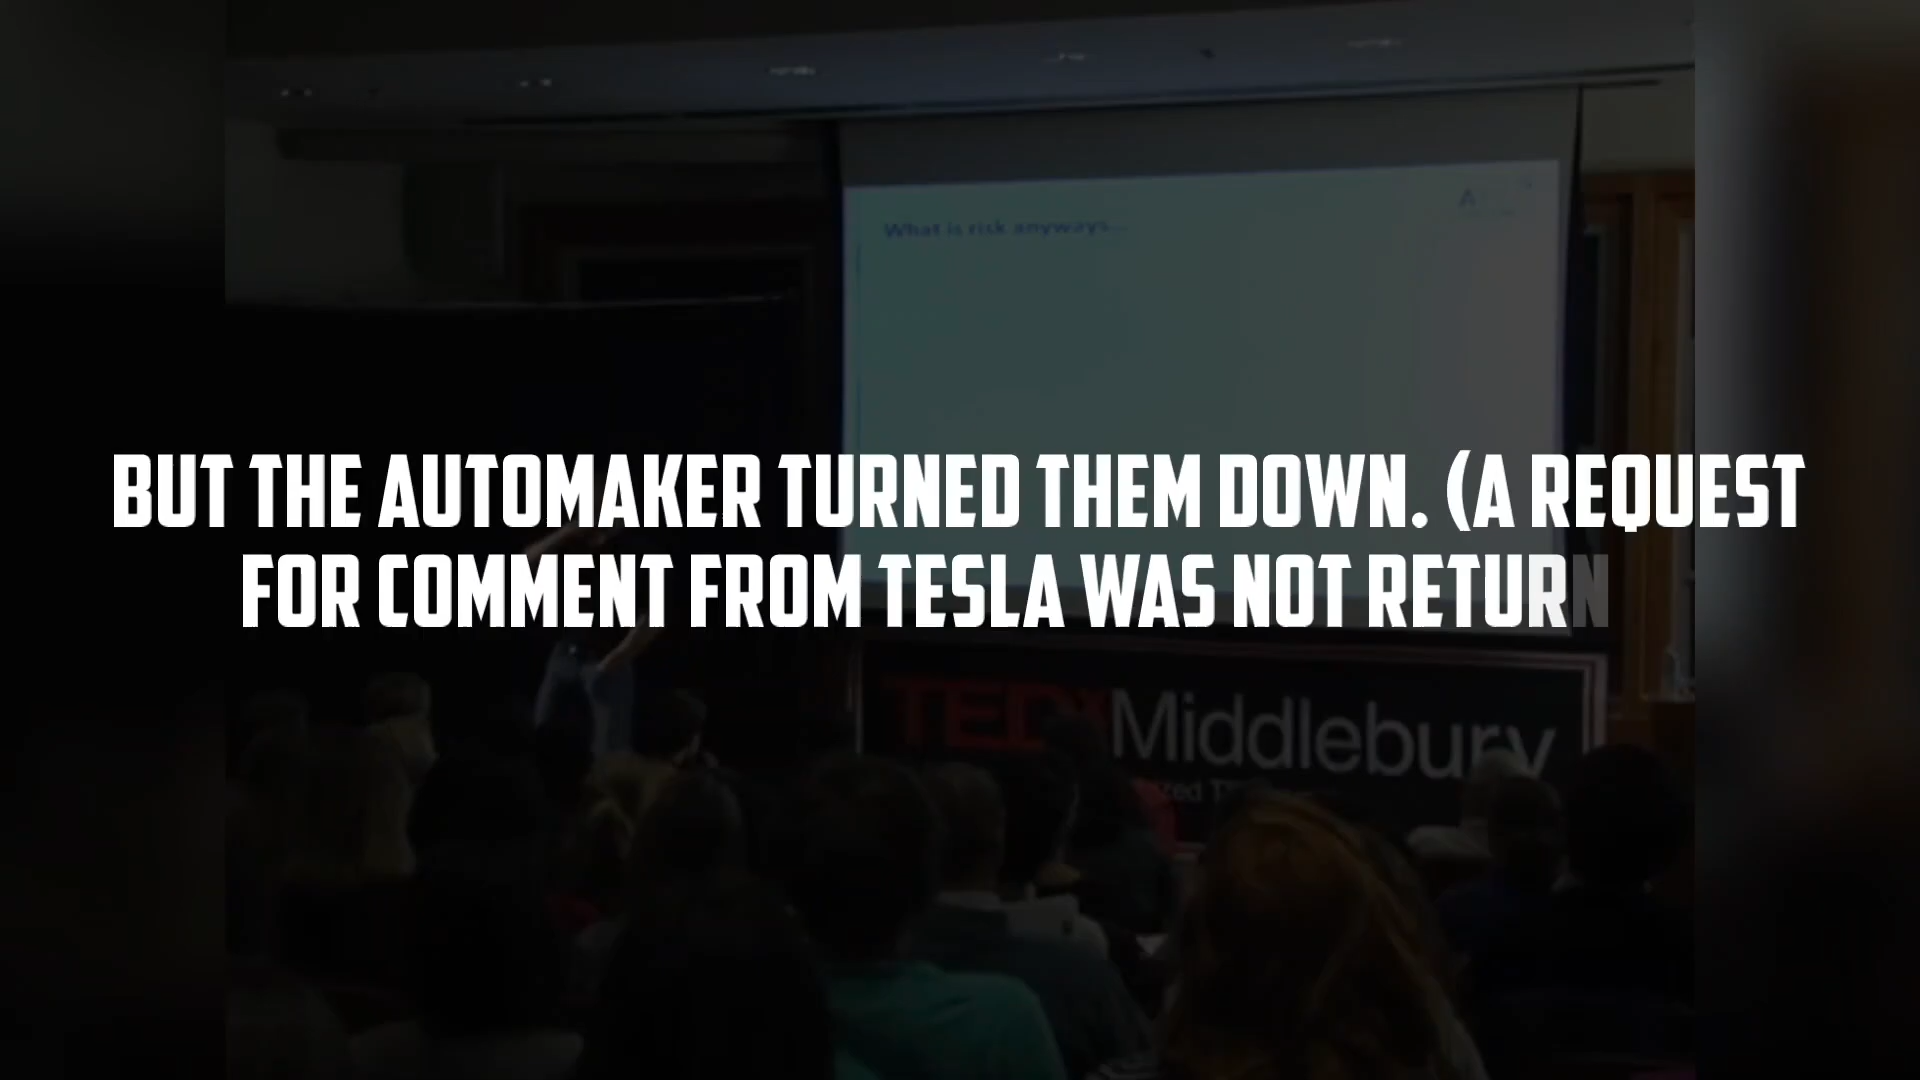 What is risk anyways...
BUT THE AUTOMAKER TURNED THEM DOWN. (A REQUEST
FOR COMMENT FROM TESLA WAS NOT RETURN
TEDx Middlebury